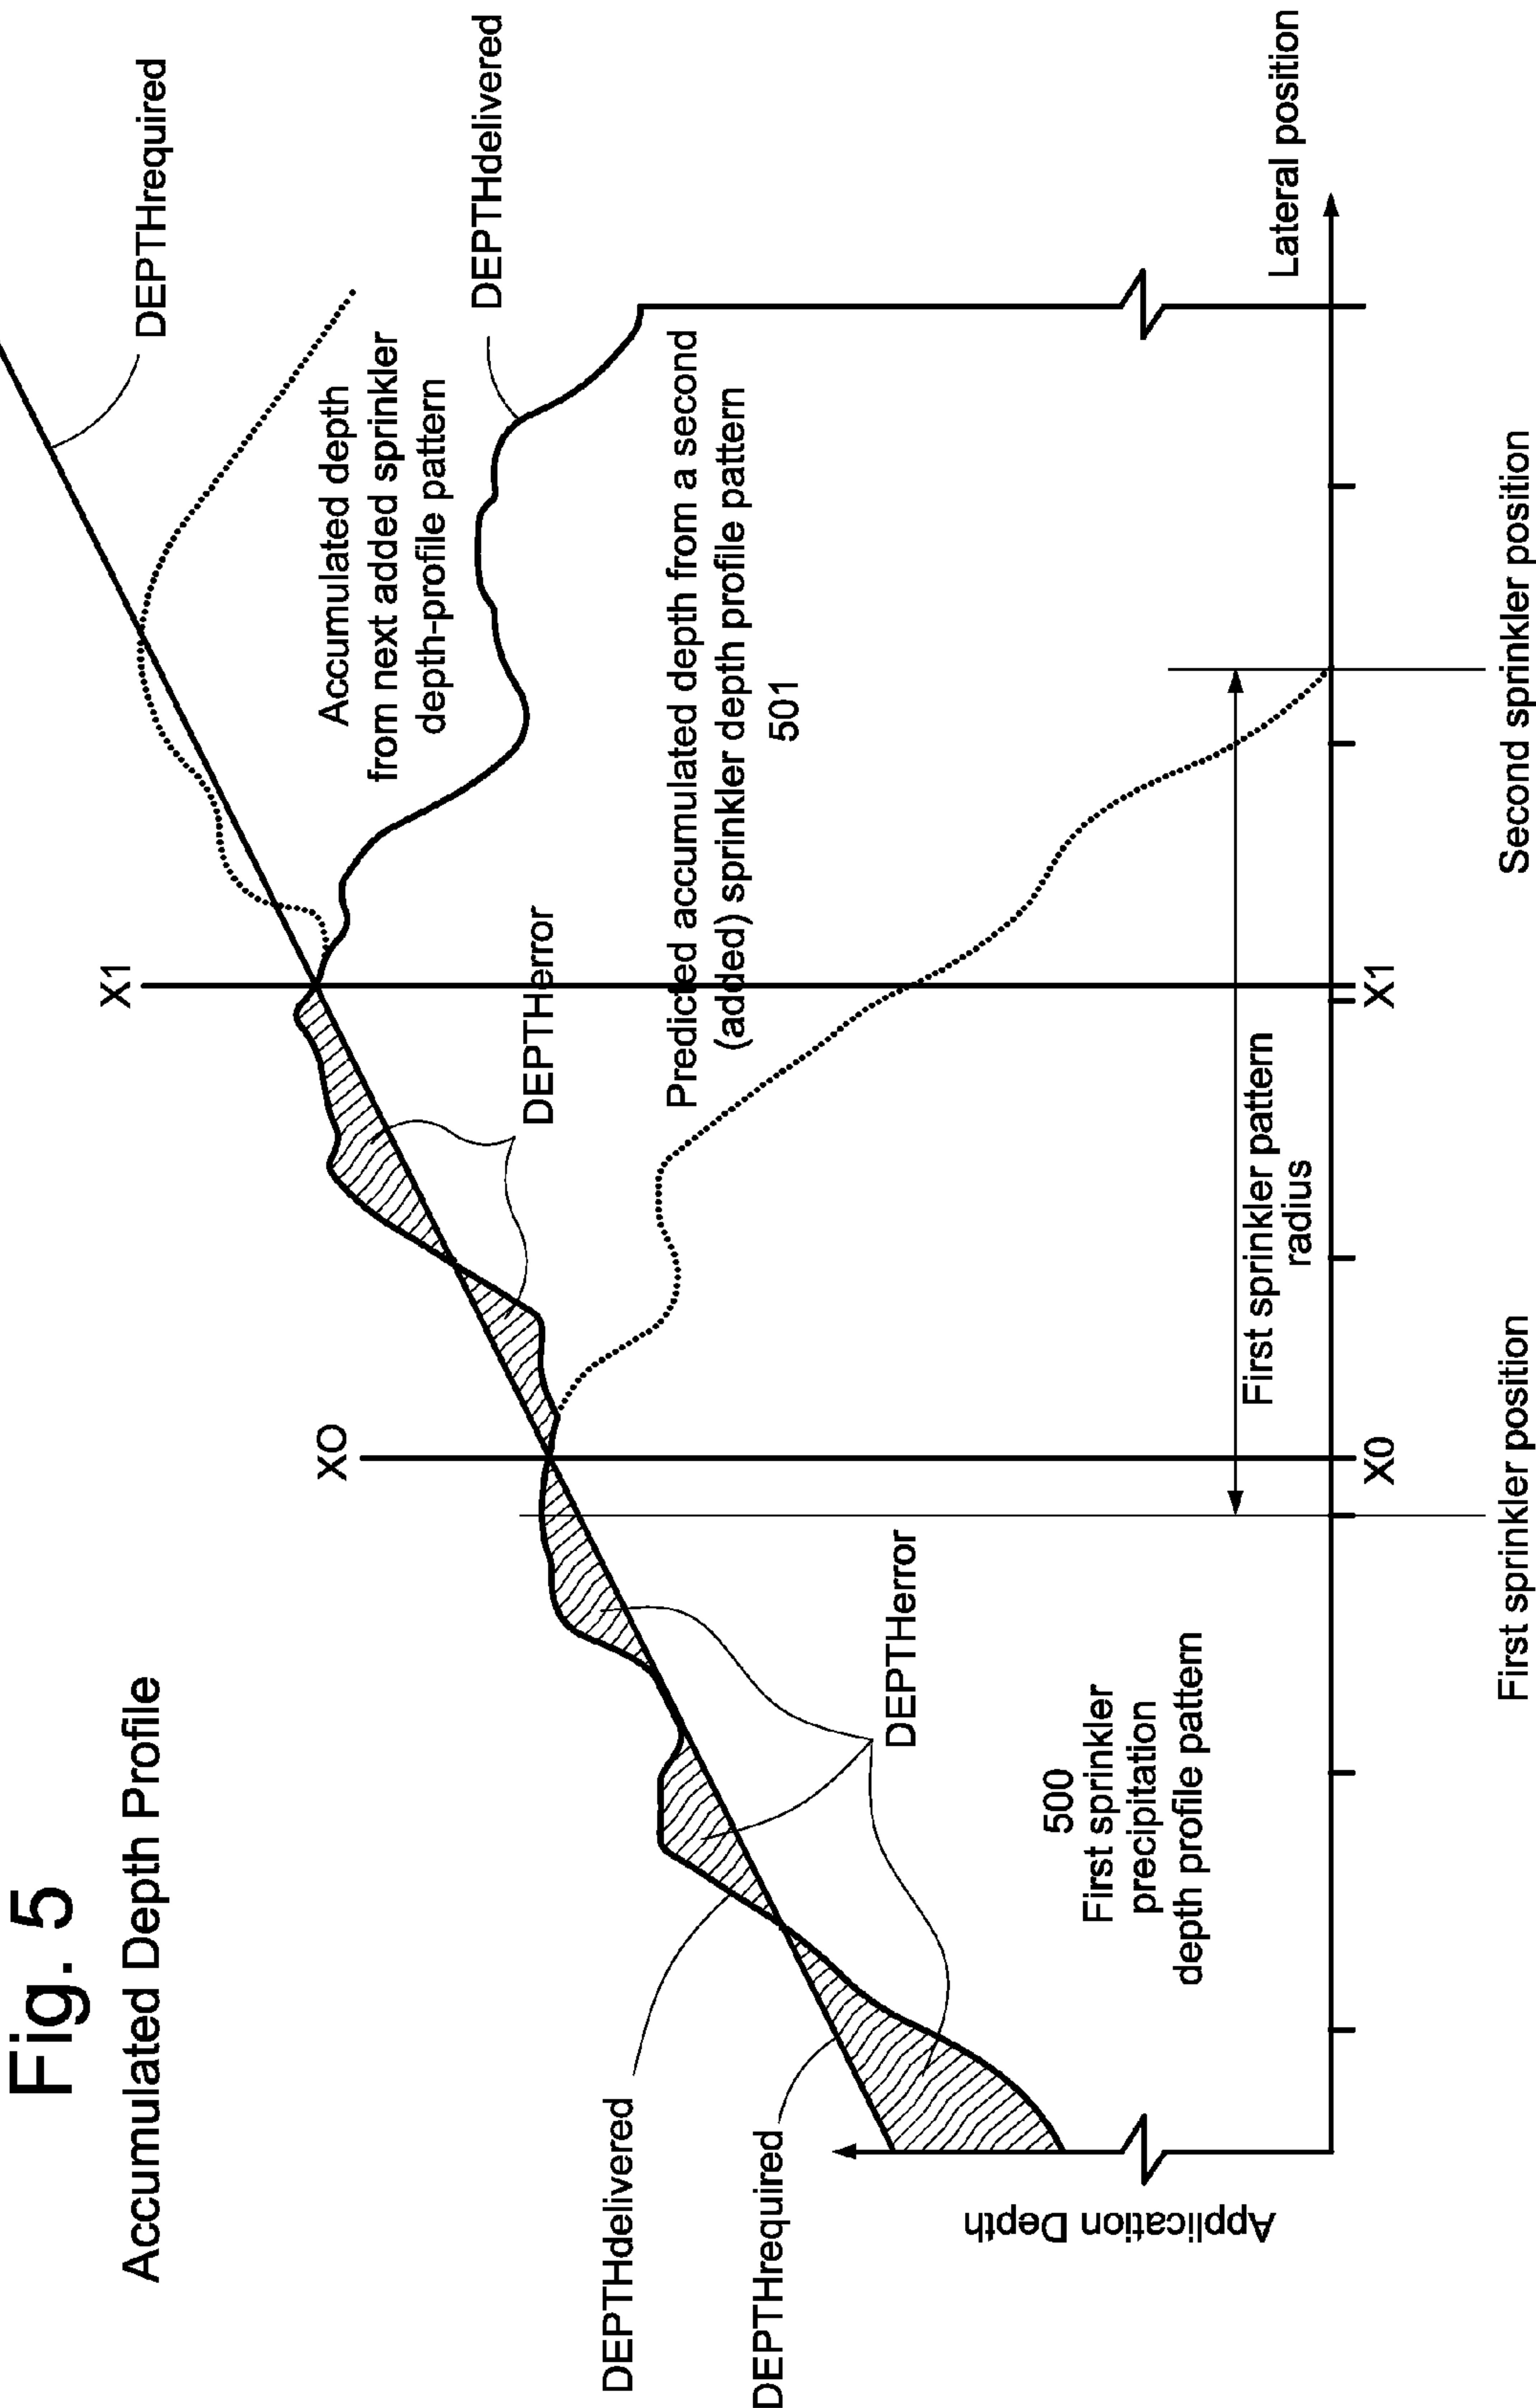 Fig. 5
Accumulated Depth Profile
DEPTHrequired
DEPTHdelivered
Accumulated depth
from next added sprinkler
depth-profile pattern
X1
XO
DEPTHerror
Predicted accumulated depth from a second
(added) sprinkler depth profile pattern
501
DEPTHdelivered
DEPTHrequired
DEPTHerror
500
First sprinkler
precipitation
depth profile pattern
First sprinkler pattern
radius
Application Depth
Lateral position
X0
X1
First sprinkler position
Second sprinkler position